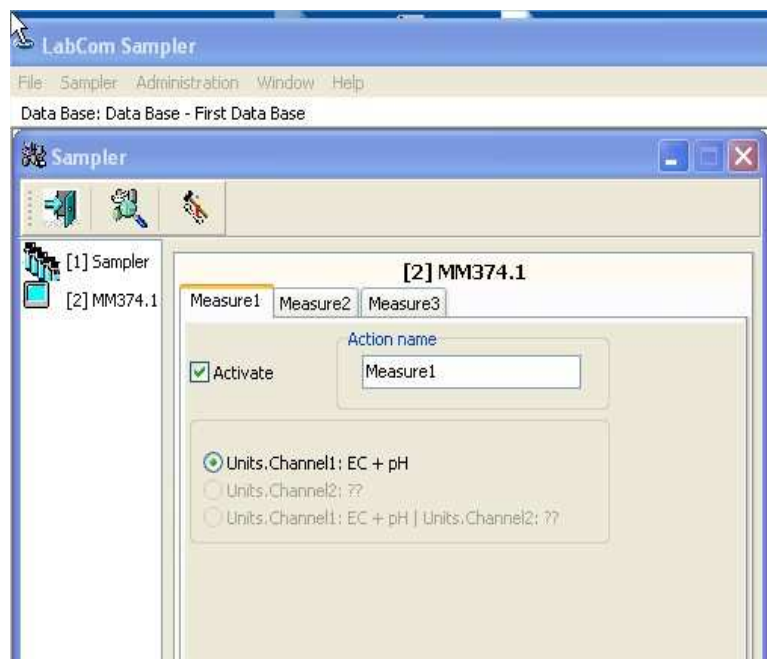 LabCom Sampler
File Sampler Administration Window Help
Data Base: Data Base - First Data Base
Sampler
[1] Sampler
[2] MM374.1
[2] MM374.1
Measure1 Measure2 Measure3
Action name
Activate Measure1
Units.Channel1: EC + pH
Units.Channel2: ??
Units.Channel1: EC + pH | Units.Channel2: ??